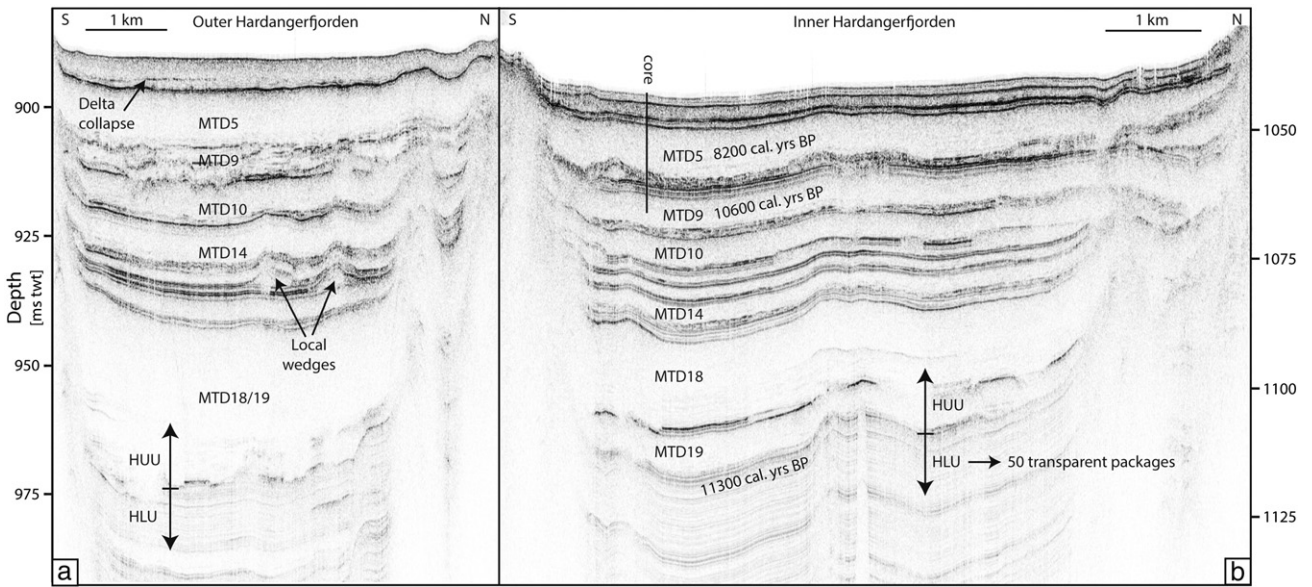 S
1 km
Outer Hardangerfjorden
N
Delta
collapse
MTD5
MTD9
MTD10
MTD14
Local
wedges
MTD18/19
HUU
HLU
900
925
950
975
Depth
[ms twt]
a
S
Inner Hardangerfjorden
1 km
N
core
MTD5
8200 cal. yrs BP
MTD9
10600 cal. yrs BP
MTD10
MTD14
MTD18
HUU
MTD19
11300 cal. yrs BP
HLU
50 transparent packages
1050
1075
1100
1125
b